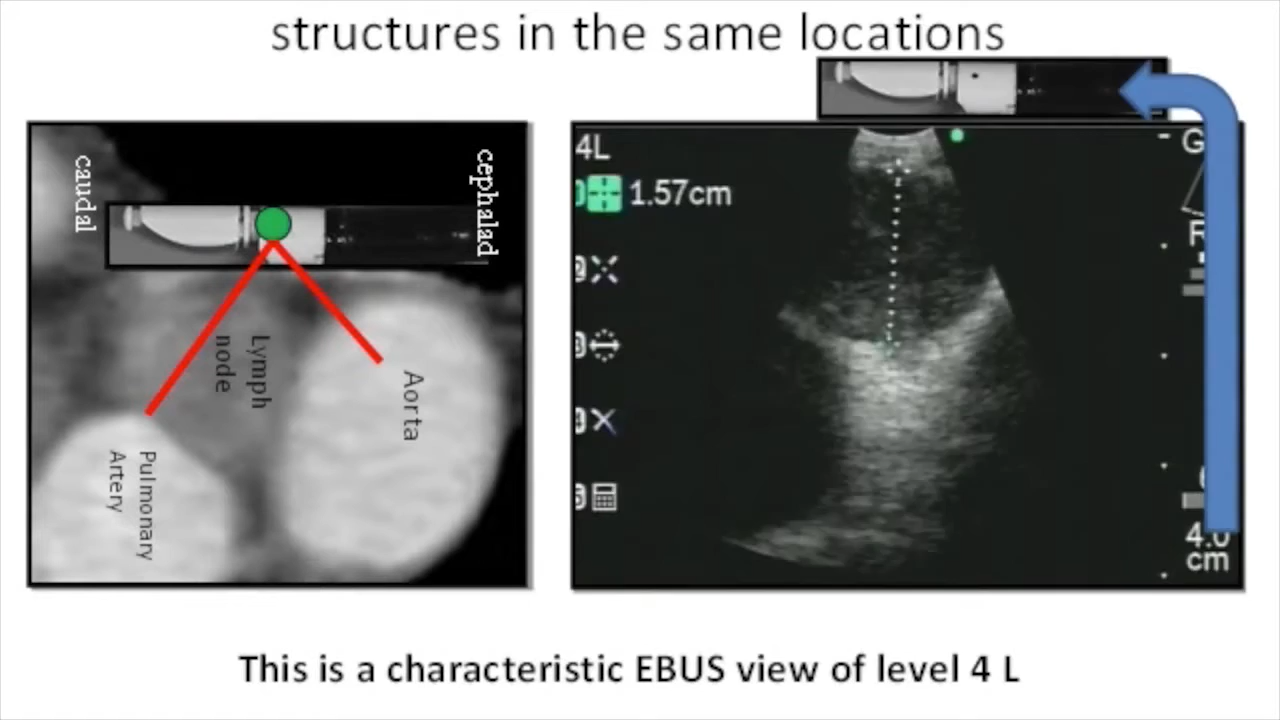 structures in the same locations
caudal
cephalad
Lymph
node
Aorta
Pulmonary
Artery
4L
1.57cm
G
4.0
cm
This is a characteristic EBUS view of level 4 L